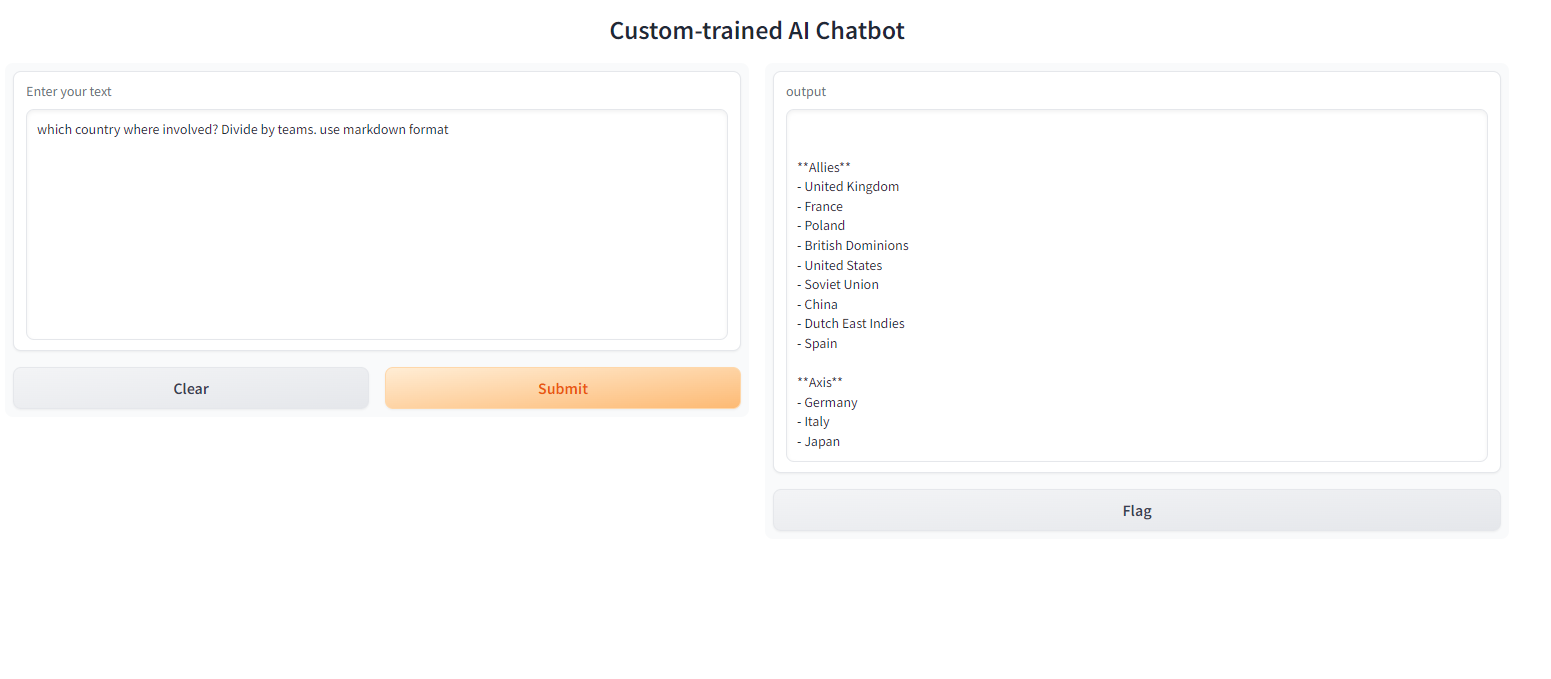 Custom-trained AI Chatbot
Enter your text
which country where involved? Divide by teams. use markdown format
Clear
Submit
output
**Allies**
- United Kingdom
- France
- Poland
- British Dominions
- United States
- Soviet Union
- China
- Dutch East Indies
- Spain
**Axis**
- Germany
- Italy
- Japan
Flag